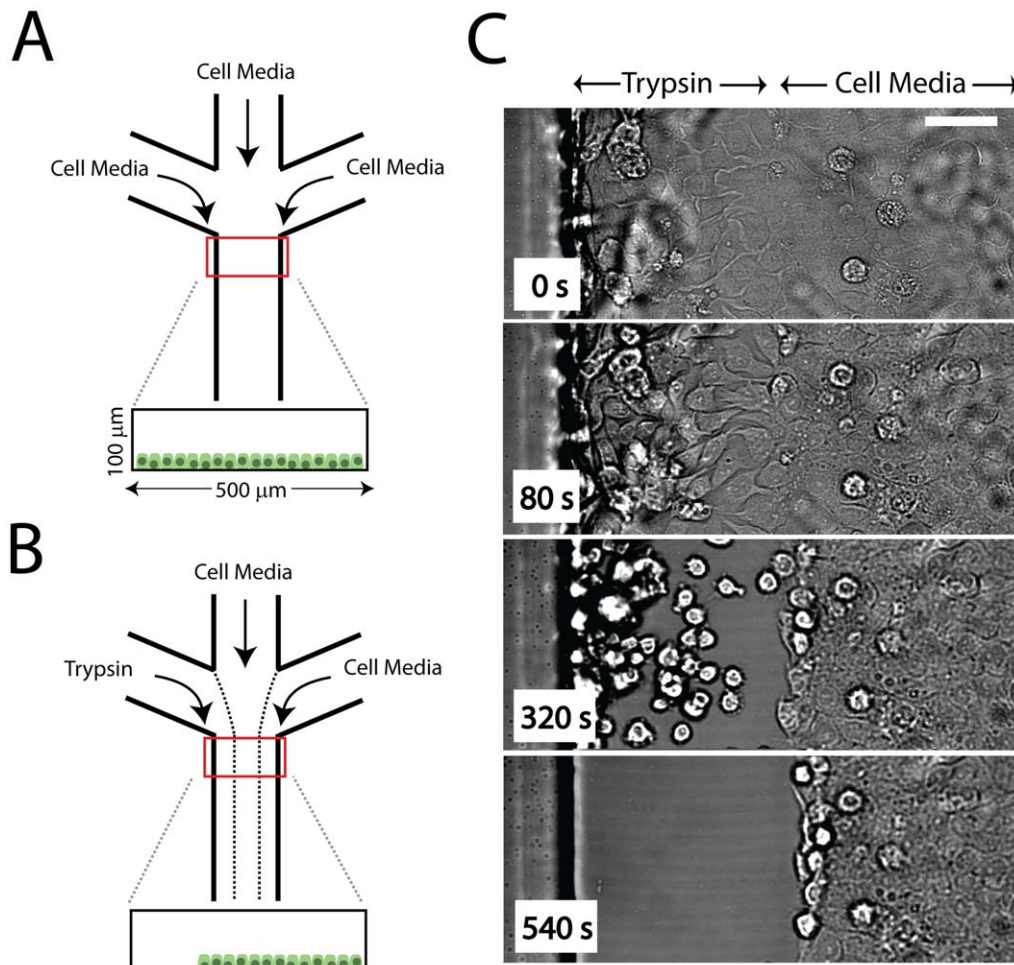 A
Cell Media
Cell Media
Cell Media
100 μm
500 μm
B
Cell Media
Trypsin
Cell Media
C
Trypsin
Cell Media
0 s
80 s
320 s
540 s